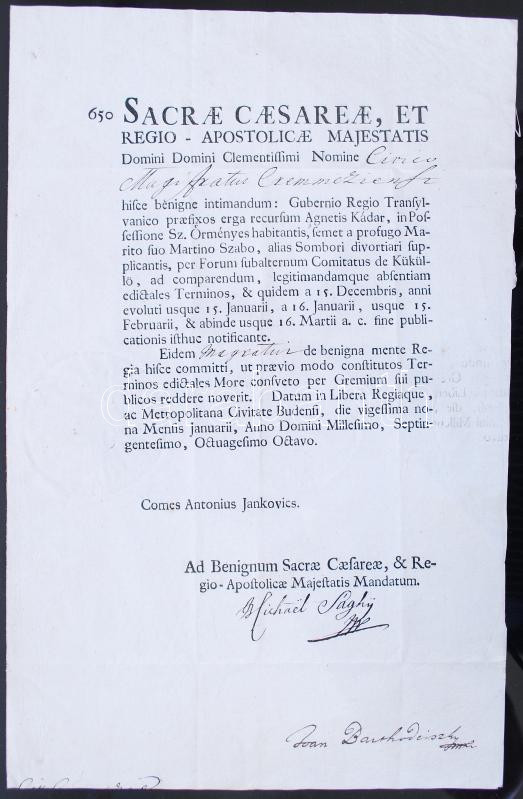 650 SACRÆ CÆSAREÆ, ET
REGIO - APOSTOLICÆ MAJESTATIS
Domini Domini Clementiſſimi Nomine Civico
Magiſtratui Cremmeziensi
hiſce benigne intimandum: Gubernio Regio Tranſyl-
vanico præfixos erga recurſum Agnetis Kádar, in Poſ-
ſeſſione Sz. Örményes habitantis, ſemet a profugo Ma-
rito ſuo Martino Szabo, alias Sombori divortiari ſup-
plicantis, per Forum ſubalternum Comitatus de Kükül-
lö, ad comparendum, legitimandamque abſentiam
edictales Terminos, & quidem a 15. Decembris, anni
evoluti usque 15. Januarii, a 16. Januarii, usque 15.
Februarii, & abinde usque 16. Martii a. c. fine publi-
cationis iſthuc notificante.
Eidem Magratui de benigna mente Re-
gia hiſce committi, ut prævio modo conſtitutos Ter-
minos edictales More conſveto per Gremium ſui pu-
blicos reddere noverit. Datum in Libera Regiaque,
ac Metropolitana Civitate Budenſi, die vigeſſima no-
na Menſis Januarii, Anno Domini Milleſimo, Septin-
genteſimo, Octuageſimo Octavo.
Comes Antonius Jankovics.
Ad Benignum Sacræ Cæſareæ, & Re-
gio - Apoſtolicæ Majeſtatis Mandatum.
Michaël Saghÿ
Joan